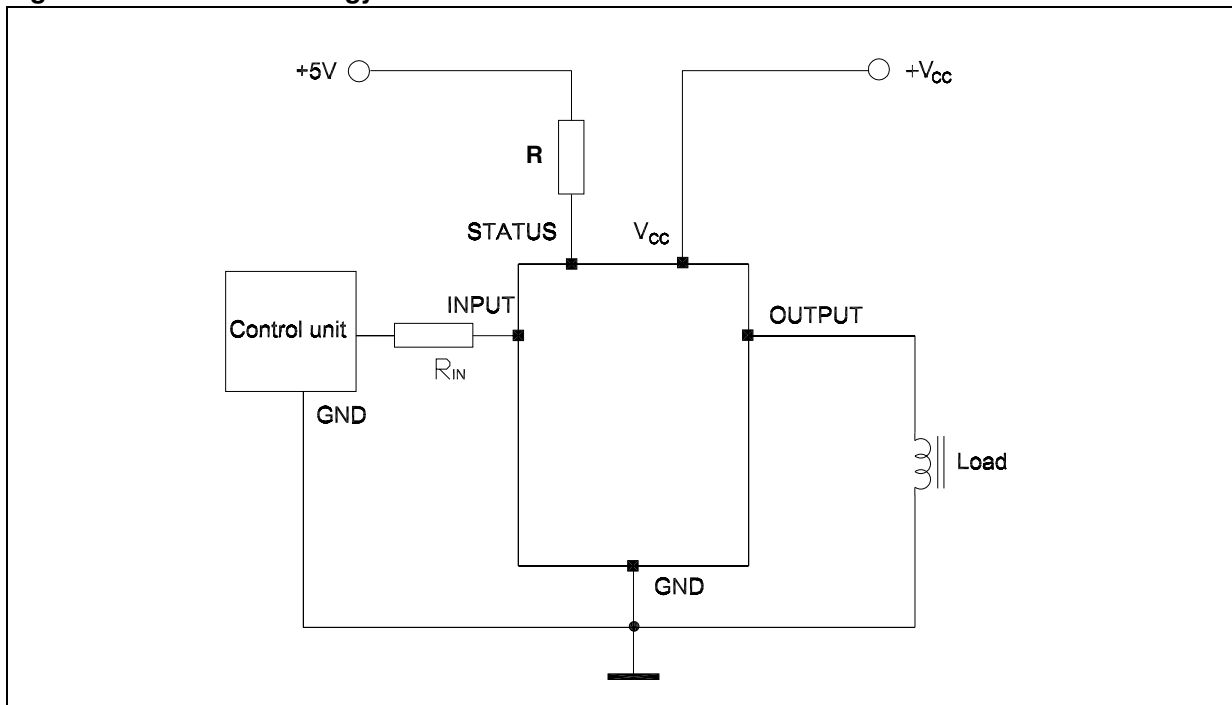 +5V
+VCC
R
STATUS
VCC
INPUT
OUTPUT
Control unit
RIN
GND
Load
GND